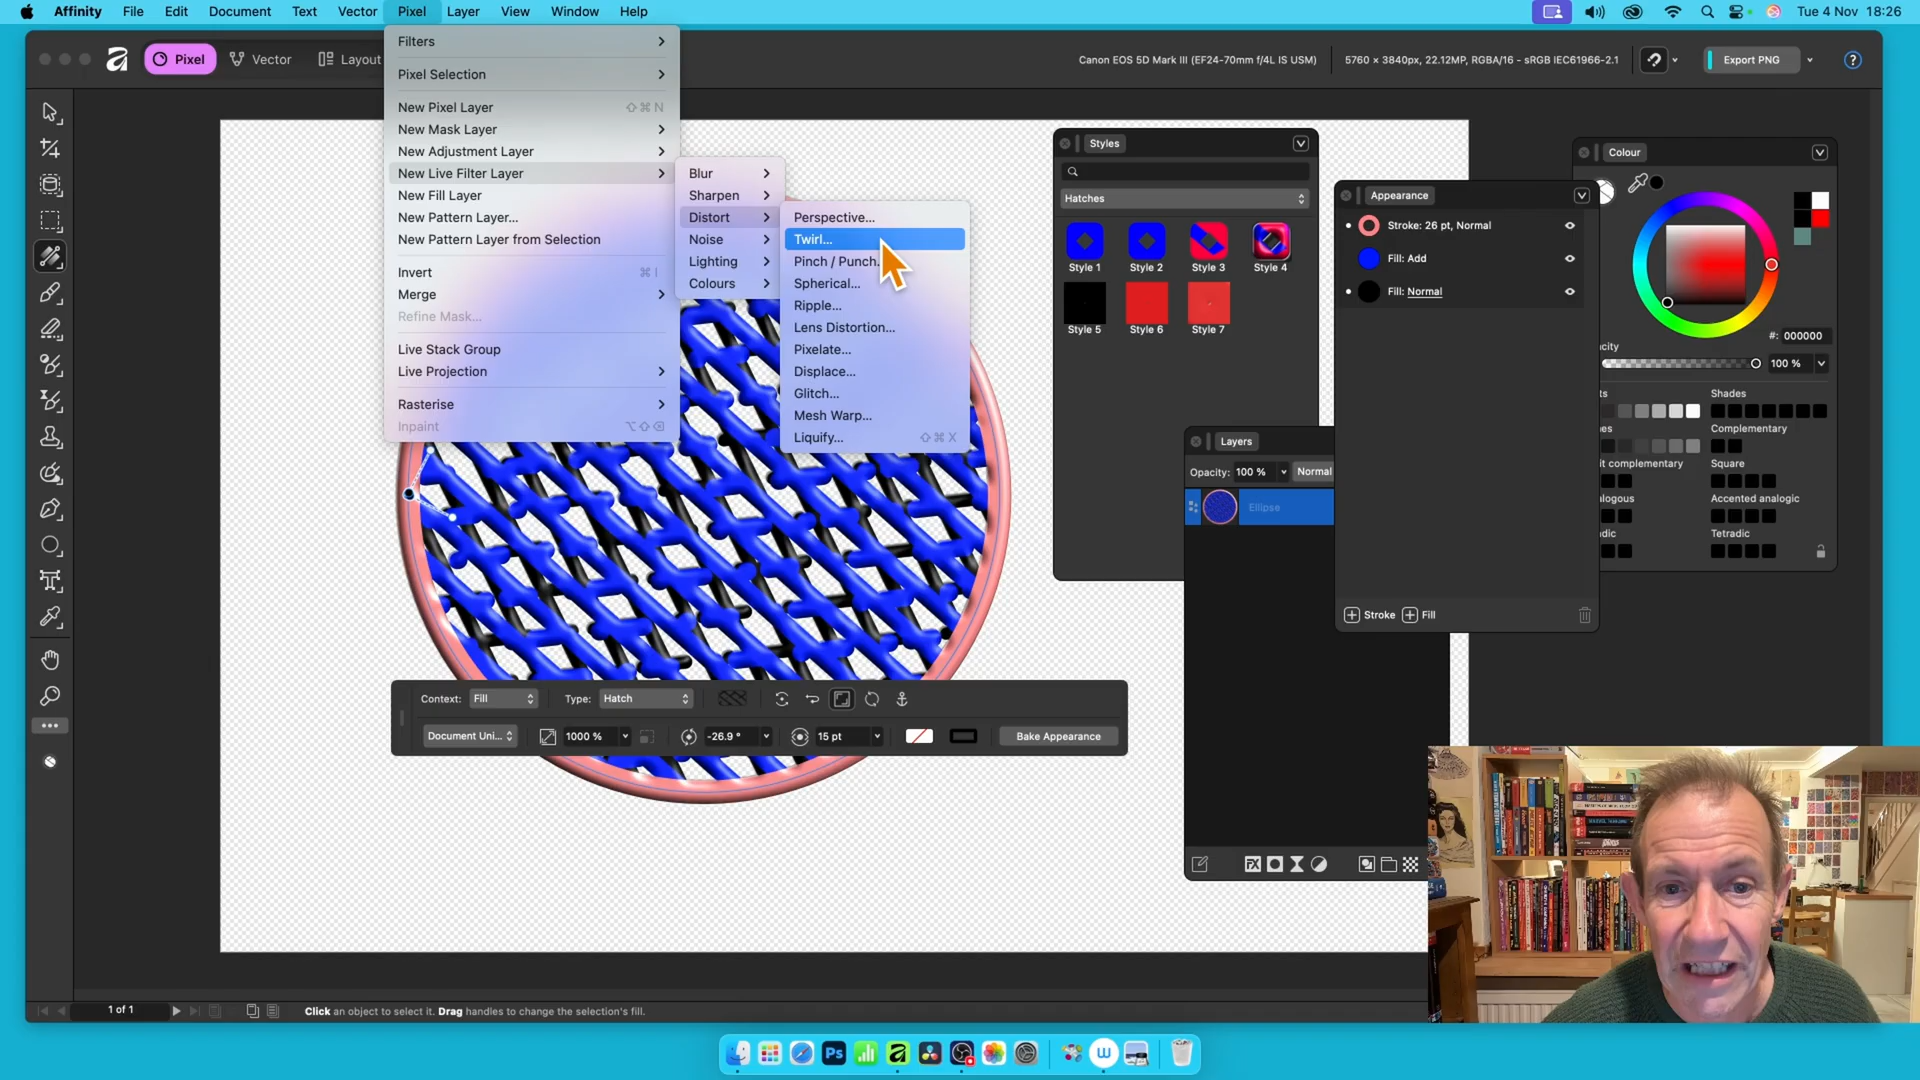 Affinity File Edit Document Text Vector Pixel Layer View Window Help
Tue 4 Nov 18:26
Pixel Vector Layout
Canon EOS 5D Mark III (EF24-70mm f/4L IS USM)
5760 × 3840px, 22.12MP, RGBA/16 - sRGB IEC61966-2.1
Export PNG
Filters
Pixel Selection
New Pixel Layer ⇧⌘N
New Mask Layer
New Adjustment Layer
New Live Filter Layer
New Fill Layer
New Pattern Layer...
New Pattern Layer from Selection
Invert ⌘I
Merge
Refine Mask...
Live Stack Group
Live Projection
Rasterise
Inpaint ⌥⇧⌫
Blur
Sharpen
Distort
Noise
Lighting
Colours
Perspective...
Twirl...
Pinch / Punch.
Spherical...
Ripple...
Lens Distortion...
Pixelate...
Displace...
Glitch...
Mesh Warp...
Liquify... ⇧⌘X
Styles
Hatches
Style 1 Style 2 Style 3 Style 4
Style 5 Style 6 Style 7
Appearance
Stroke: 26 pt, Normal
Fill: Add
Fill: Normal
Stroke Fill
Colour
#: 000000
100 %
Shades
Complementary
it complementary Square
Accented analogic
Tetradic
Layers
Opacity: 100 % Normal
Ellipse
Context: Fill Type: Hatch
Document Uni... 1000 % -26.9 ° 15 pt Bake Appearance
1 of 1
Click an object to select it. Drag handles to change the selection's fill.
Ps